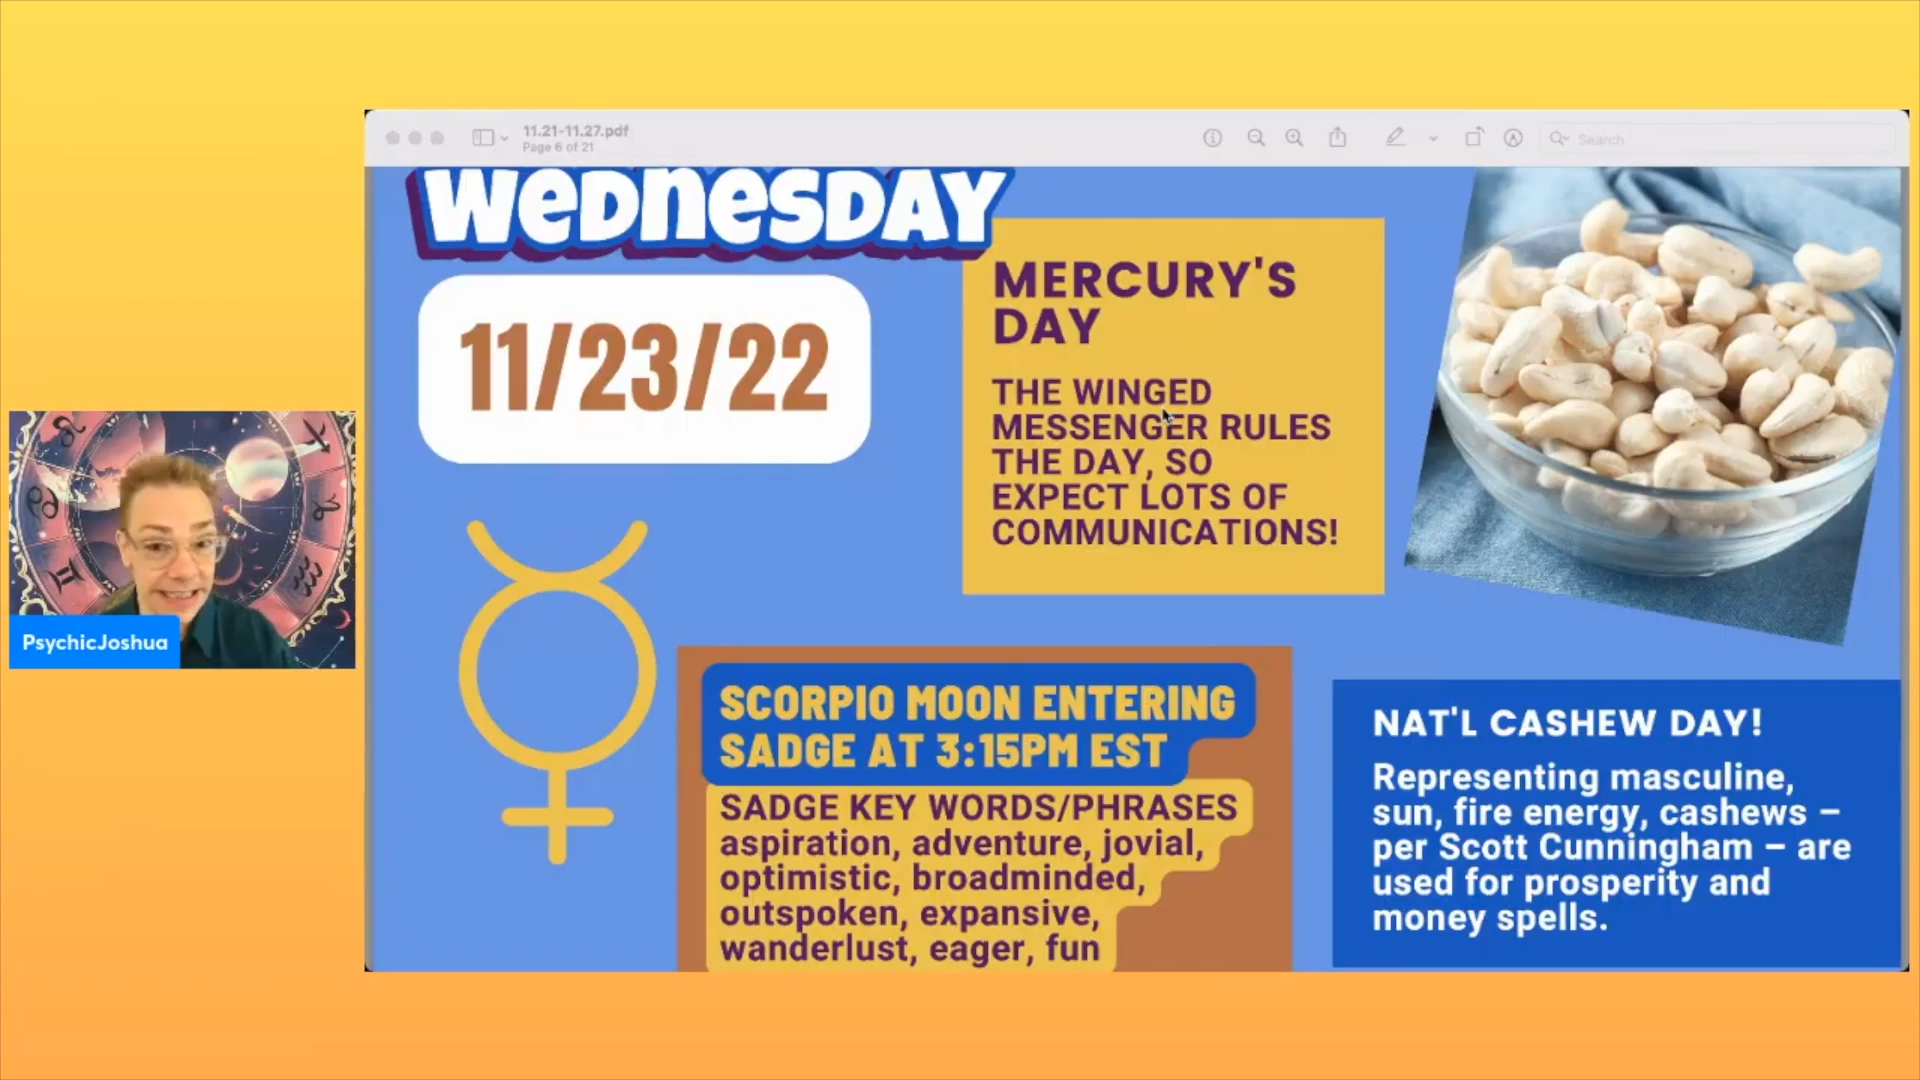 11.21-11.27.pdf
Page 6 of 21
Search
WEDNESDAY
11/23/22
MERCURY'S
DAY
THE WINGED
MESSENGER RULES
THE DAY, SO
EXPECT LOTS OF
COMMUNICATIONS!
PsychicJoshua
SCORPIO MOON ENTERING
SADGE AT 3:15PM EST
SADGE KEY WORDS/PHRASES
aspiration, adventure, jovial,
optimistic, broadminded,
outspoken, expansive,
wanderlust, eager, fun
NAT'L CASHEW DAY!
Representing masculine,
sun, fire energy, cashews –
per Scott Cunningham – are
used for prosperity and
money spells.